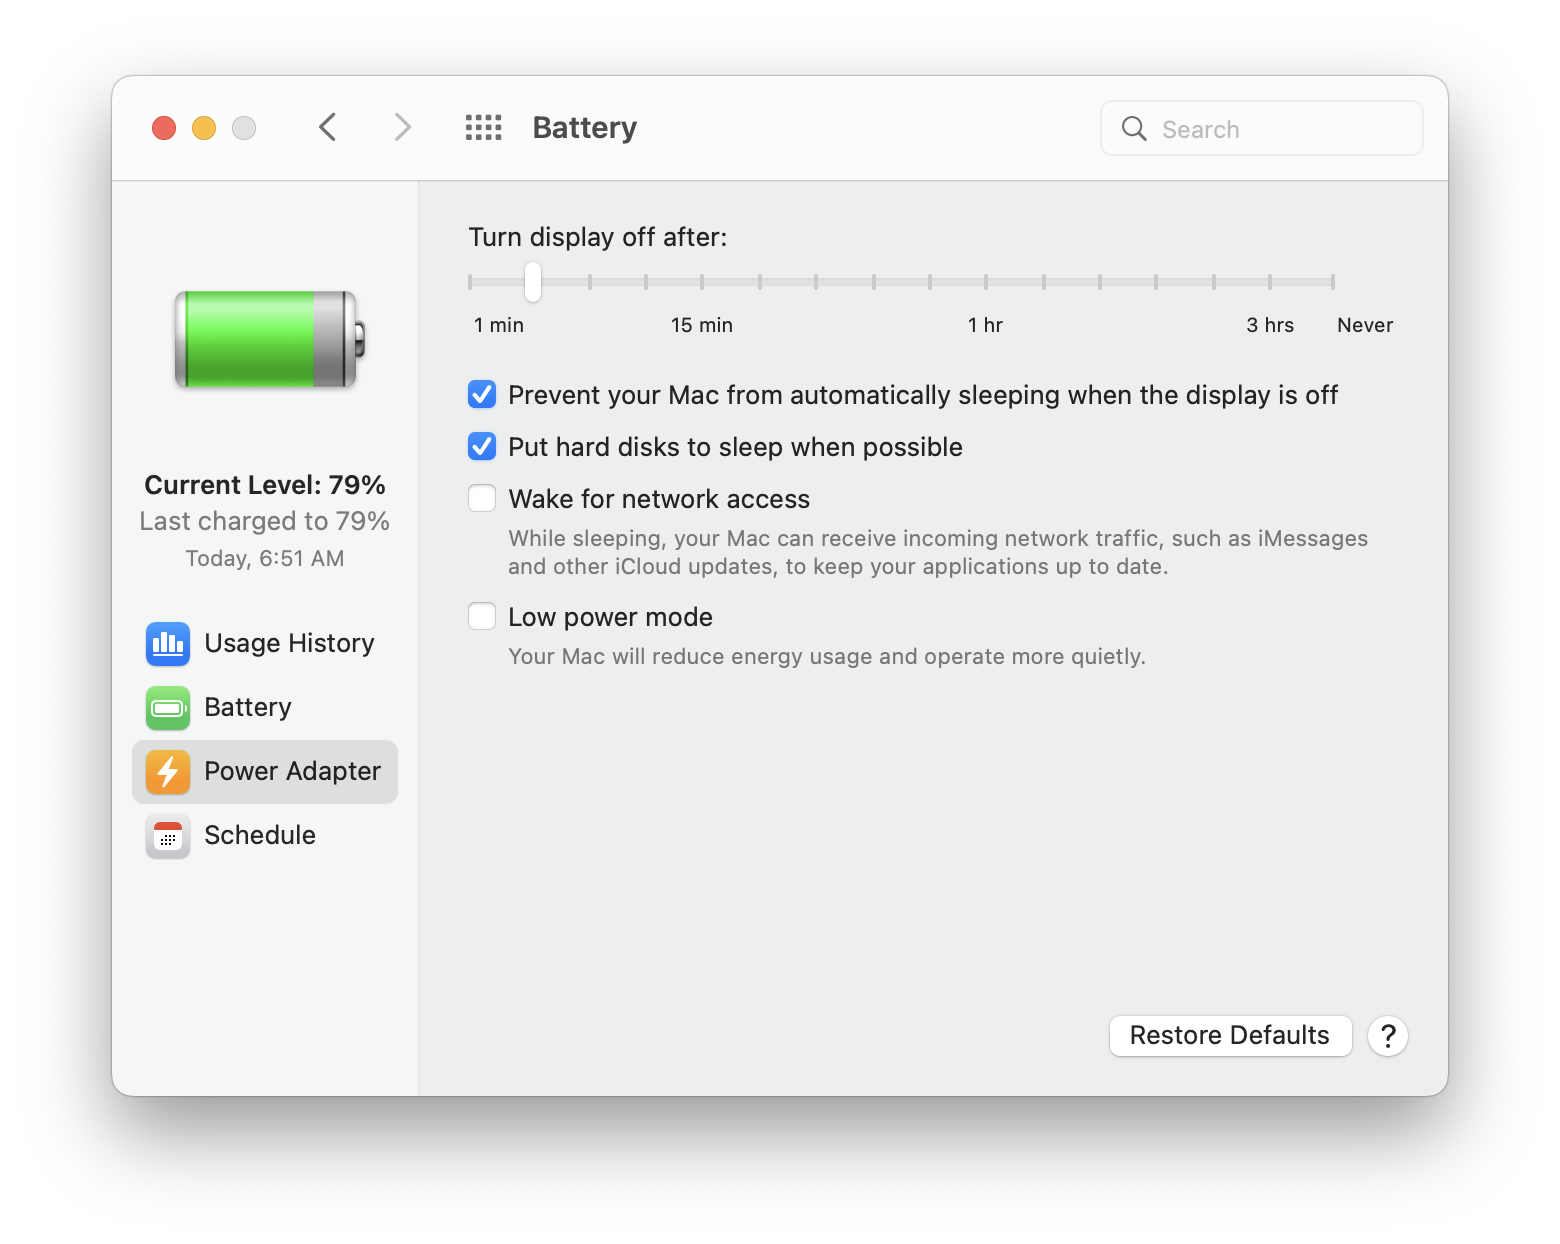 Battery
Search
Turn display off after:
1 min 15 min 1 hr 3 hrs Never
Prevent your Mac from automatically sleeping when the display is off
Put hard disks to sleep when possible
Wake for network access
While sleeping, your Mac can receive incoming network traffic, such as iMessages
and other iCloud updates, to keep your applications up to date.
Low power mode
Your Mac will reduce energy usage and operate more quietly.
Current Level: 79%
Last charged to 79%
Today, 6:51 AM
Usage History
Battery
Power Adapter
Schedule
Restore Defaults ?